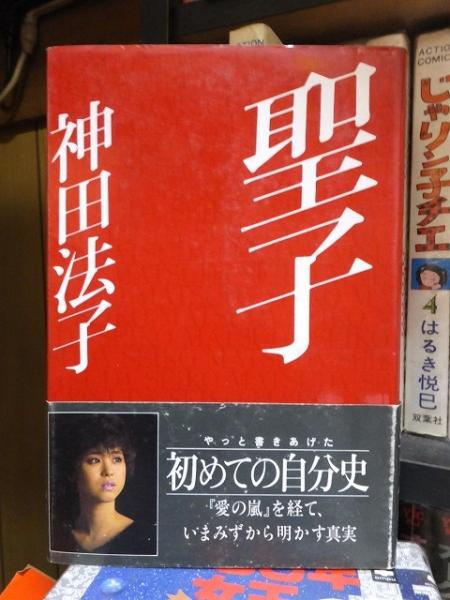 聖子
神田法子
やっと書きあげた
初めての自分史
『愛の嵐』を経て、
いまみずから明かす真実
ACTION
COMICS
じゃりン子チエ
4
はるき悦巳
双葉社